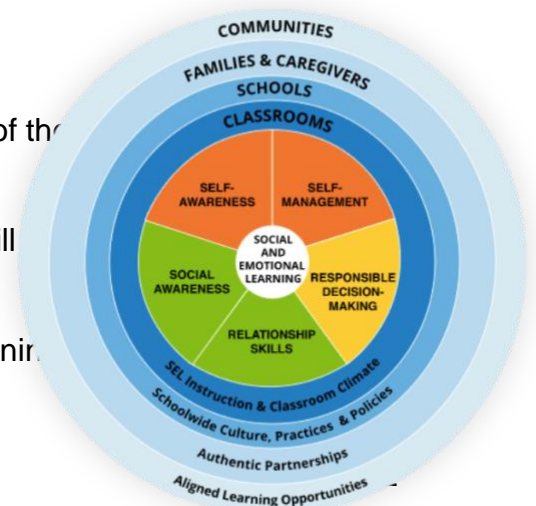 COMMUNITIES
FAMILIES & CAREGIVERS
SCHOOLS
CLASSROOMS
of
SELF-
AWARENESS
SELF-
MANAGEMENT
SOCIAL
AND
EMOTIONAL
LEARNING
SOCIAL
AWARENESS
RESPONSIBLE
DECISION-
MAKING
RELATIONSHIP
SKILLS
SEL Instruction & Classroom Climate
Schoolwide Culture, Practices & Policies
Authentic Partnerships
Aligned Learning Opportunities